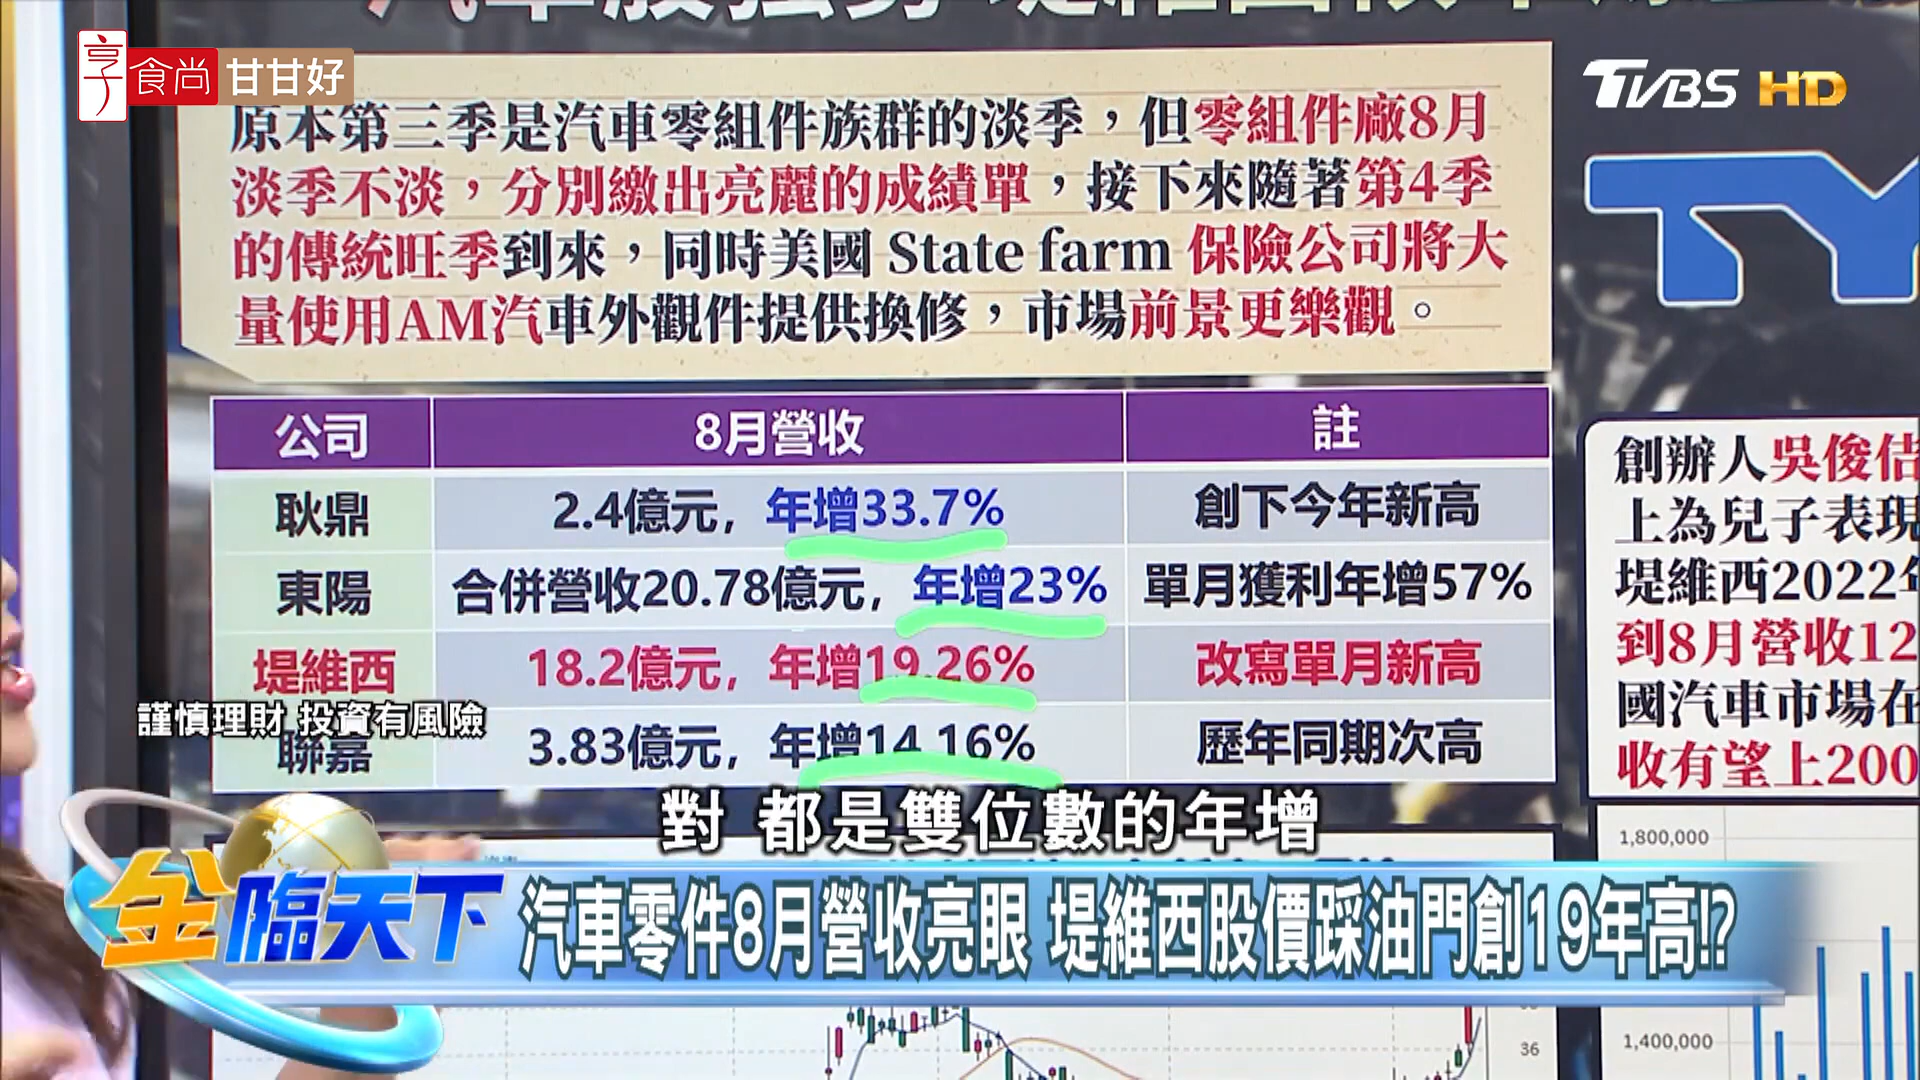 享
食尚
甘甘好
TVBS HD
原本第三季是汽車零組件族群的淡季，但零組件廠8月
淡季不淡，分別繳出亮麗的成績單，接下來隨著第4季
的傳統旺季到來，同時美國 State farm 保險公司將大
量使用AM汽車外觀件提供換修，市場前景更樂觀。
TY
公司 8月營收 註
耿鼎 2.4億元，年增33.7% 創下今年新高
東陽 合併營收20.78億元，年增23% 單月獲利年增57%
堤維西 18.2億元，年增19.26% 改寫單月新高
聯嘉 3.83億元，年增14.16% 歷年同期次高
謹慎理財 投資有風險
創辦人吳俊佶
上為兒子表現
堤維西2022年
到8月營收12
國汽車市場在
收有望上200
1,800,000
1,400,000
36
對 都是雙位數的年增
金臨天下
汽車零件8月營收亮眼 堤維西股價踩油門創19年高!?